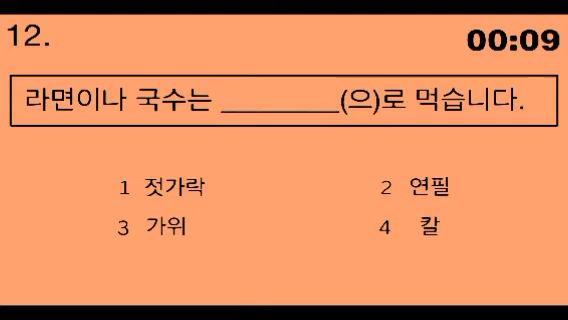 12.
00:09
라면이나 국수는 __________(으)로 먹습니다.
1 젓가락 2 연필
3 가위 4 칼